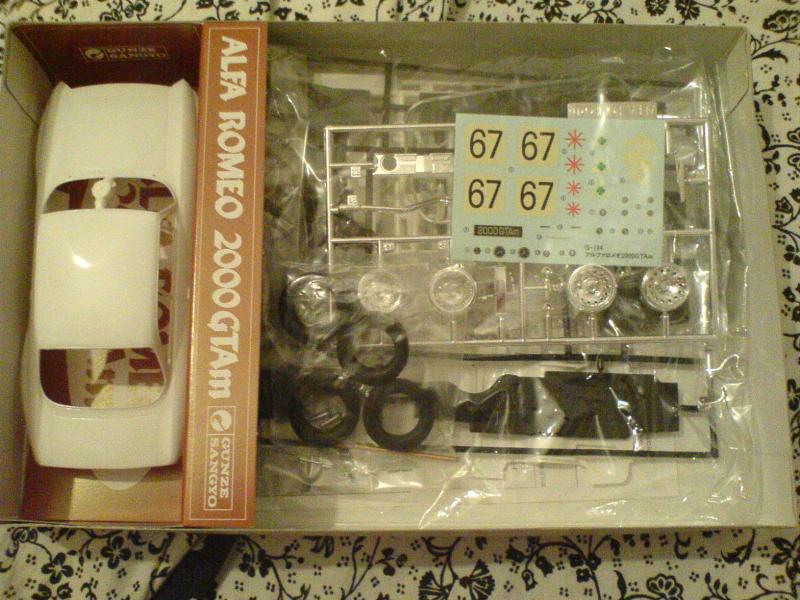 GUNZE
SANGYO
ALFA ROMEO 2000GTAm
GUNZE
SANGYO
67 67
67 67
2000GTAm
G-194
アルファロメオ2000GTAm